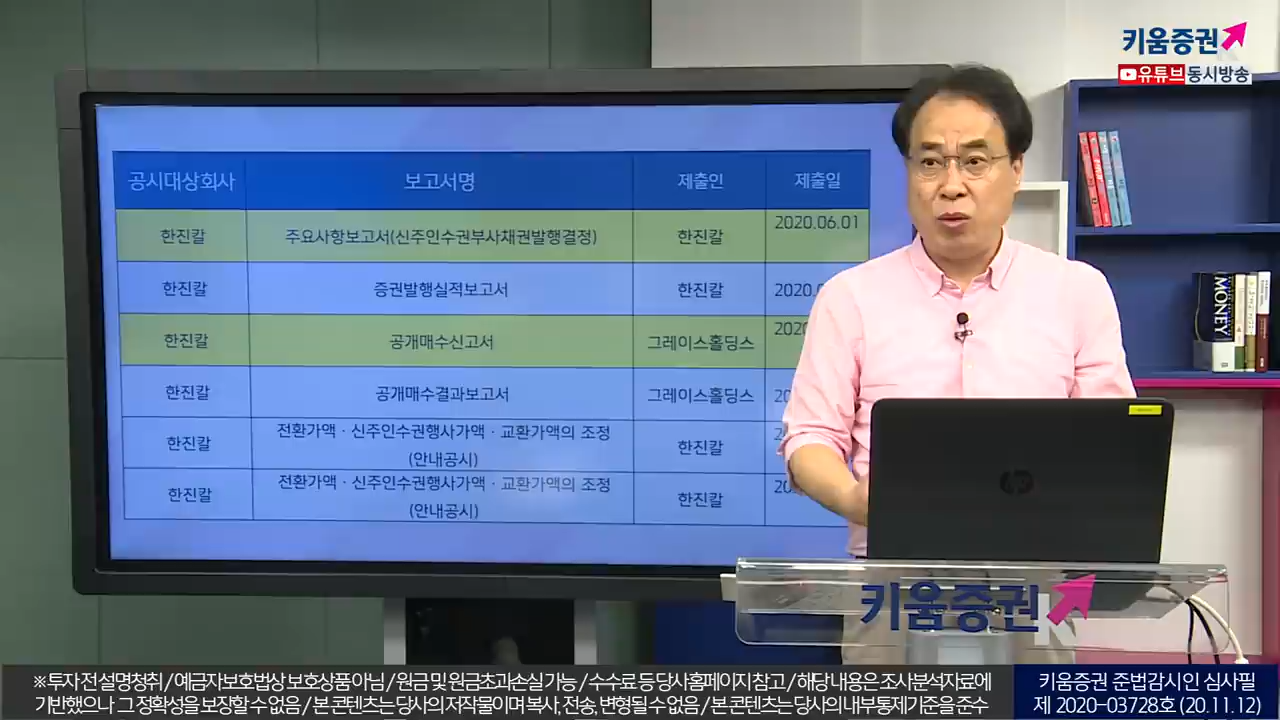 키움증권
유튜브 동시방송
공시대상회사 보고서명 제출인 제출일
한진칼 주요사항보고서(신주인수권부사채권발행결정) 한진칼 2020.06.01
한진칼 증권발행실적보고서 한진칼
한진칼 공개매수신고서 그레이스홀딩스
한진칼 공개매수결과보고서 그레이스홀딩스
한진칼 전환가액·신주인수권행사가액·교환가액의 조정
(안내공시) 한진칼
한진칼 전환가액·신주인수권행사가액·교환가액의 조정
(안내공시) 한진칼
MONEY
키움증권
※ 투자 전 설명청취 / 예금자보호법상 보호상품 아님 / 원금 및 원금초과손실 가능 / 수수료 등 당사홈페이지 참고 / 해당 내용은 조사분석자료에
기반했으나 그 정확성을 보장할 수 없음 / 본 콘텐츠는 당사의 저작물이며 복사, 전송, 변형될 수 없음 / 본 콘텐츠는 당사의 내부통제기준을 준수
키움증권 준법감시인 심사필
제 2020-03728호 (20.11.12)